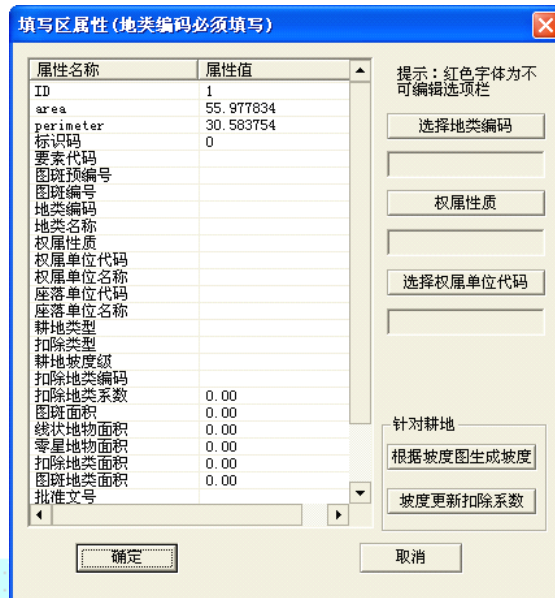 填写区属性(地类编码必须填写)
属性名称 属性值
ID 1
area 55.977834
perimeter 30.583754
标识码 0
要素代码
图斑预编号
图斑编号
地类编码
地类名称
权属性质
权属单位代码
权属单位名称
座落单位代码
座落单位名称
耕地类型
扣除类型
耕地坡度级
扣除地类编码
扣除地类系数 0.00
图斑面积 0.00
线状地物面积 0.00
零星地物面积 0.00
扣除地类面积 0.00
图斑地类面积 0.00
批准文号
提示：红色字体为不
可编辑选项栏
选择地类编码
权属性质
选择权属单位代码
针对耕地
根据坡度图生成坡度
坡度更新扣除系数
确定
取消